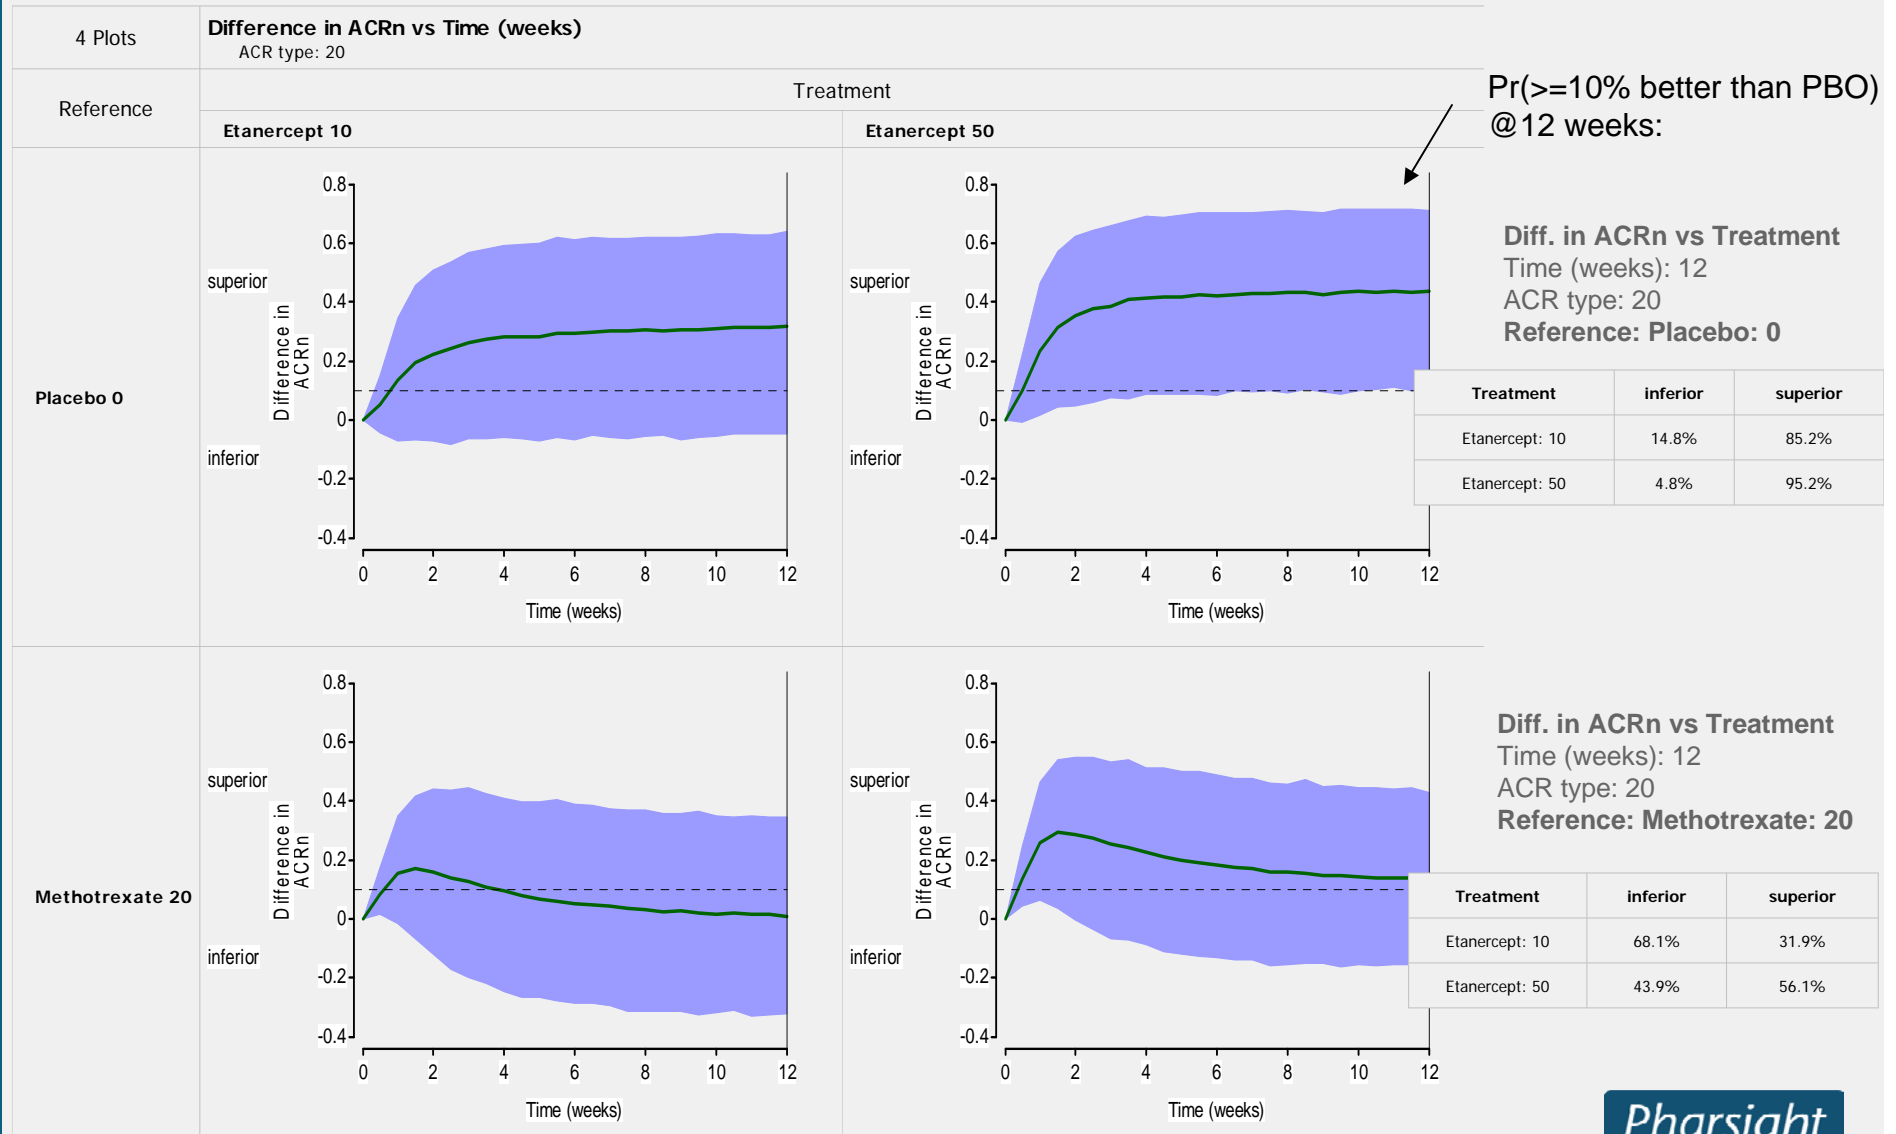 4 Plots
Difference in ACRn vs Time (weeks)
ACR type: 20
Reference
Treatment
Etanercept 10
Etanercept 50
Pr(>=10% better than PBO)
@12 weeks:
Placebo 0
superior
inferior
Difference in
ACRn
0.8
0.6
0.4
0.2
0
-0.2
-0.4
0 2 4 6 8 10 12
Time (weeks)
superior
inferior
Difference in
ACRn
0.8
0.6
0.4
0.2
0
-0.2
-0.4
0 2 4 6 8 10 12
Time (weeks)
Diff. in ACRn vs Treatment
Time (weeks): 12
ACR type: 20
Reference: Placebo: 0
Treatment inferior superior
Etanercept: 10 14.8% 85.2%
Etanercept: 50 4.8% 95.2%
Methotrexate 20
superior
inferior
Difference in
ACRn
0.8
0.6
0.4
0.2
0
-0.2
-0.4
0 2 4 6 8 10 12
Time (weeks)
superior
inferior
Difference in
ACRn
0.8
0.6
0.4
0.2
0
-0.2
-0.4
0 2 4 6 8 10 12
Time (weeks)
Diff. in ACRn vs Treatment
Time (weeks): 12
ACR type: 20
Reference: Methotrexate: 20
Treatment inferior superior
Etanercept: 10 68.1% 31.9%
Etanercept: 50 43.9% 56.1%
Pharsight